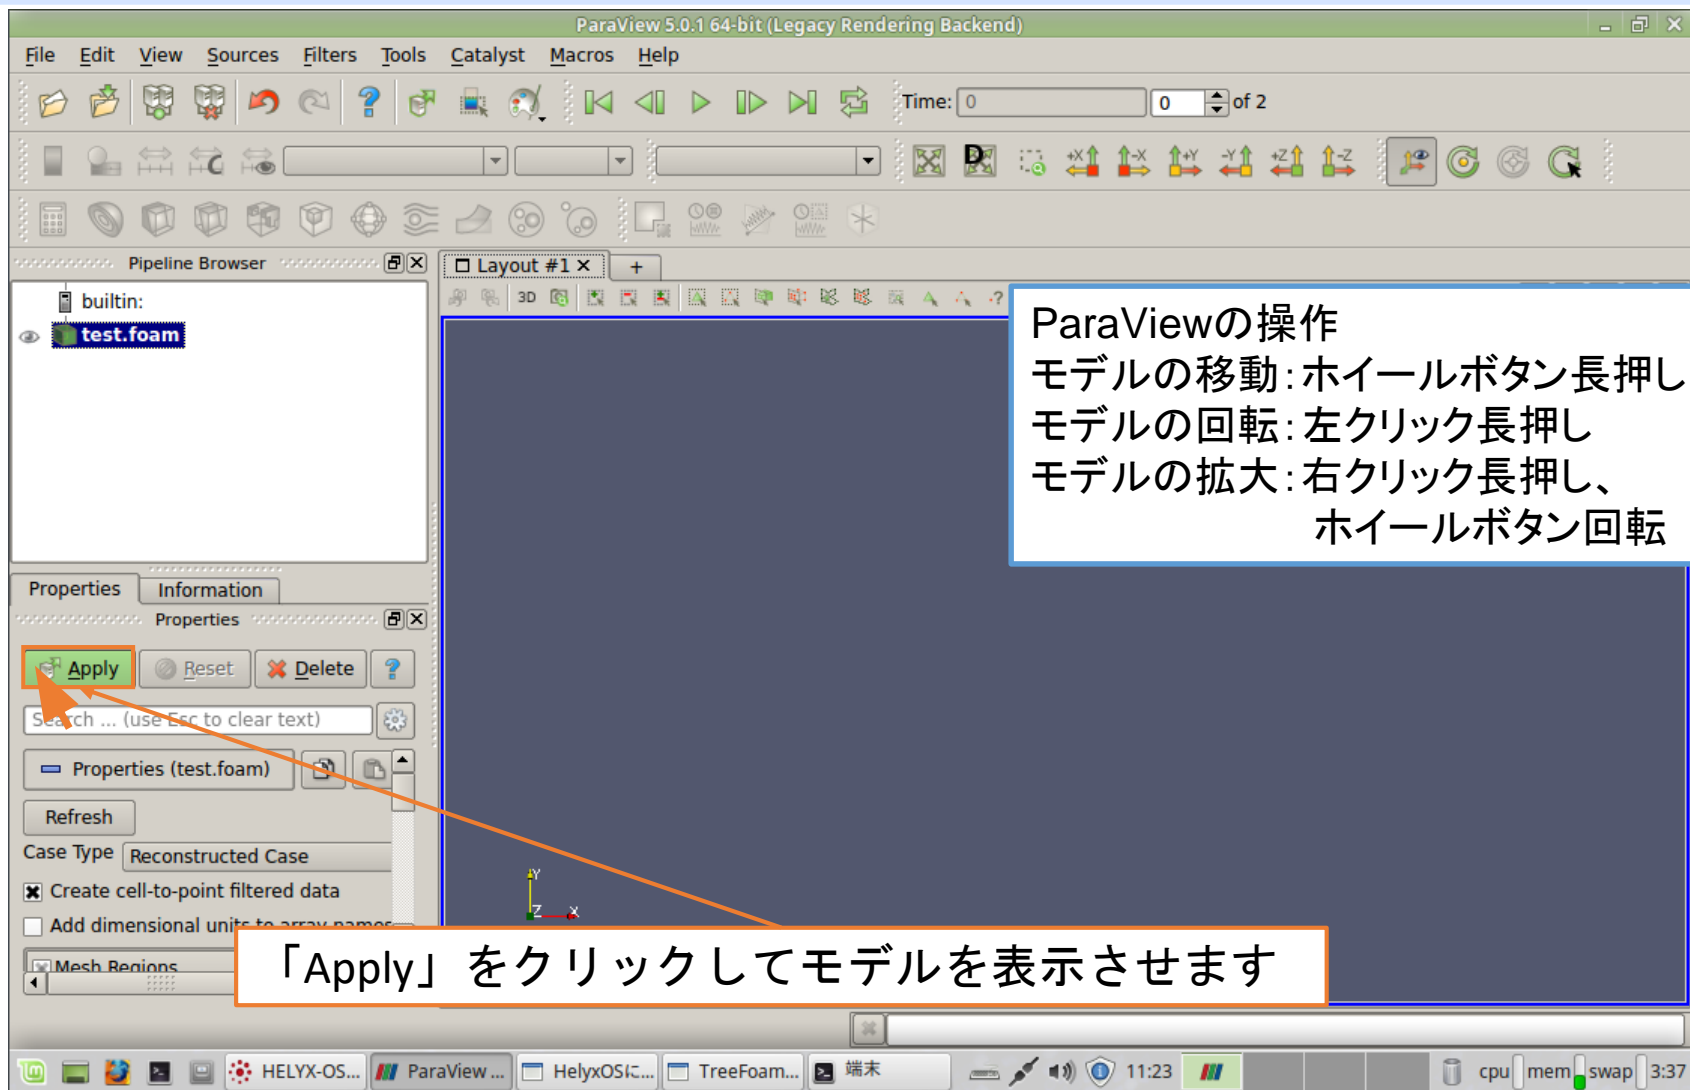 ParaView 5.0.1 64-bit (Legacy Rendering Backend)
File Edit View Sources Filters Tools Catalyst Macros Help
Time: 0 0 of 2
+X -X +Y -Y +Z -Z
Pipeline Browser
Layout #1
builtin:
3D
test.foam
ParaViewの操作
モデルの移動：ホイールボタン長押し
モデルの回転：左クリック長押し
モデルの拡大：右クリック長押し、
ホイールボタン回転
Properties Information
Properties
Apply Reset Delete
Search ... (use Esc to clear text)
Properties (test.foam)
Refresh
Case Type Reconstructed Case
Create cell-to-point filtered data
Add dimensional units to array names
Mesh Regions
Y
Z X
「Apply」をクリックしてモデルを表示させます
HELYX-OS... ParaView ... HelyxOSに... TreeFoam... 端末 11:23 cpu mem swap 3:37